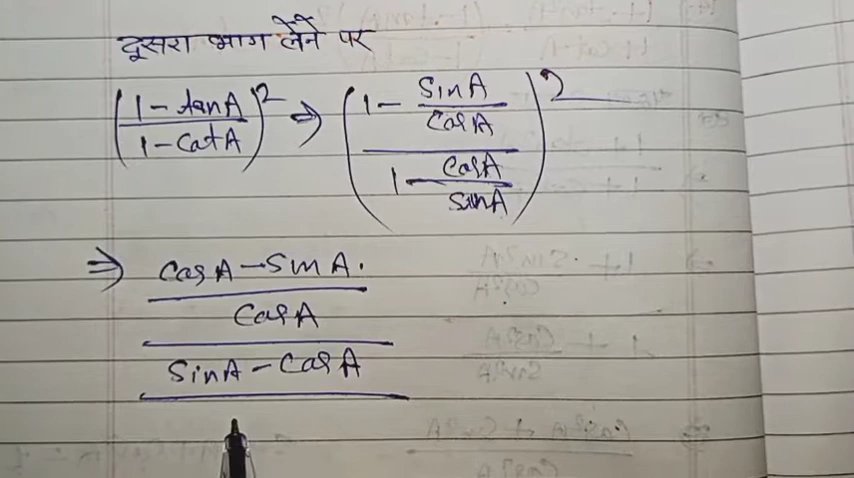 दूसरा भाग लेने पर
(1 - tanA / 1 - CotA)² ⇒ (1 - SinA/CosA / 1 - CosA/SinA)²
⇒ CosA - SinA.
CosA
SinA - CosA